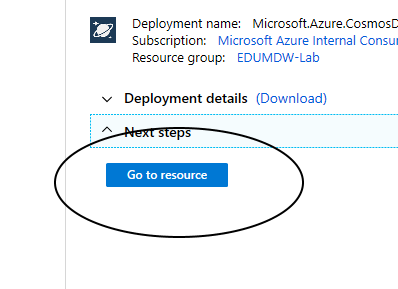 Deployment name: Microsoft.Azure.CosmosD
Subscription: Microsoft Azure Internal Consu
Resource group: EDUMDW-Lab
Deployment details (Download)
Next steps
Go to resource